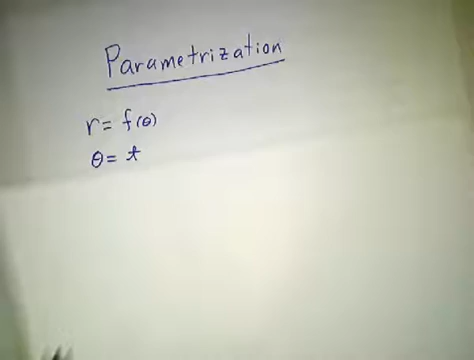 Parametrization
r = f(θ)
θ = t